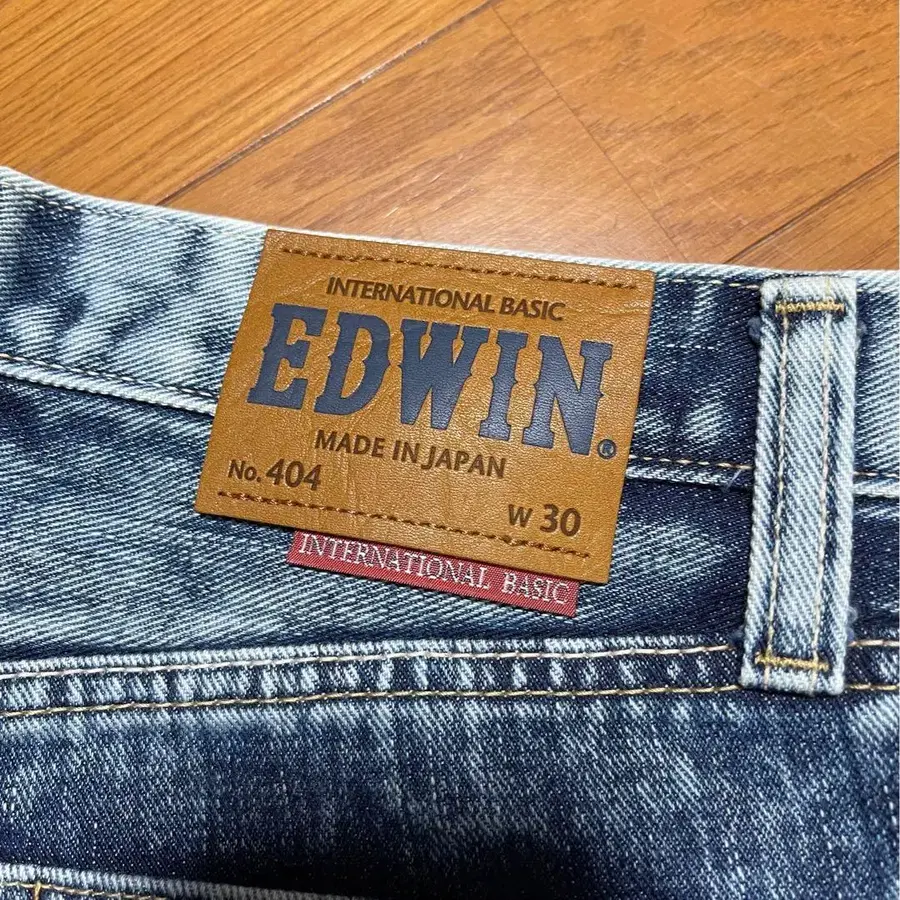 INTERNATIONAL BASIC
EDWIN®
MADE IN JAPAN
No. 404
W 30
INTERNATIONAL BASIC